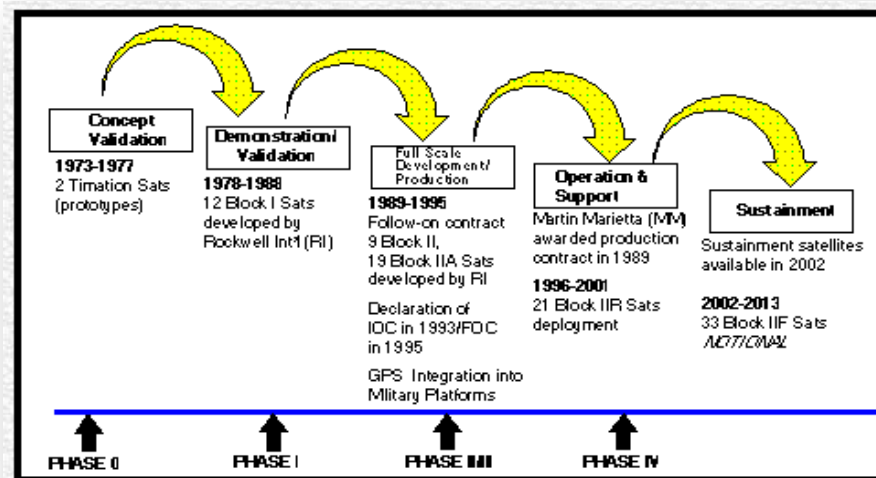 Concept
Validation
1973-1977
2 Timation Sats
(prototypes)
Demonstration/
Validation
1978-1988
12 Block I Sats
developed by
Rockwell Int'l (RI)
Full Scale
Development/
Production
1989-1995
Follow-on contract
9 Block II,
19 Block IIA Sats
developed by RI
Declaration of
IOC in 1993/FOC
in 1995
GPS Integration into
Military Platforms
Operation &
Support
Martin Marietta (MM)
awarded production
contract in 1989
1996-2001
21 Block IIR Sats
deployment
Sustainment
Sustainment satellites
available in 2002
2002-2013
33 Block IIF Sats
NOTIONAL
PHASE 0
PHASE I
PHASE II/III
PHASE IV